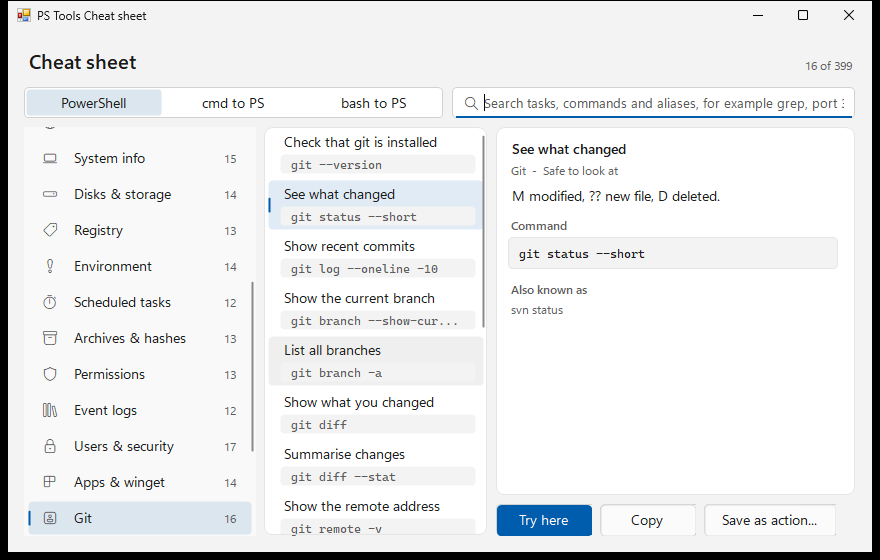 PS Tools Cheat sheet
Cheat sheet
16 of 399
PowerShell
cmd to PS
bash to PS
Search tasks, commands and aliases, for example grep, port
System info 15
Disks & storage 14
Registry 13
Environment 14
Scheduled tasks 12
Archives & hashes 13
Permissions 13
Event logs 12
Users & security 17
Apps & winget 14
Git 16
Check that git is installed
git --version
See what changed
git status --short
Show recent commits
git log --oneline -10
Show the current branch
git branch --show-cur...
List all branches
git branch -a
Show what you changed
git diff
Summarise changes
git diff --stat
Show the remote address
git remote -v
See what changed
Git - Safe to look at
M modified, ?? new file, D deleted.
Command
git status --short
Also known as
svn status
Try here
Copy
Save as action...